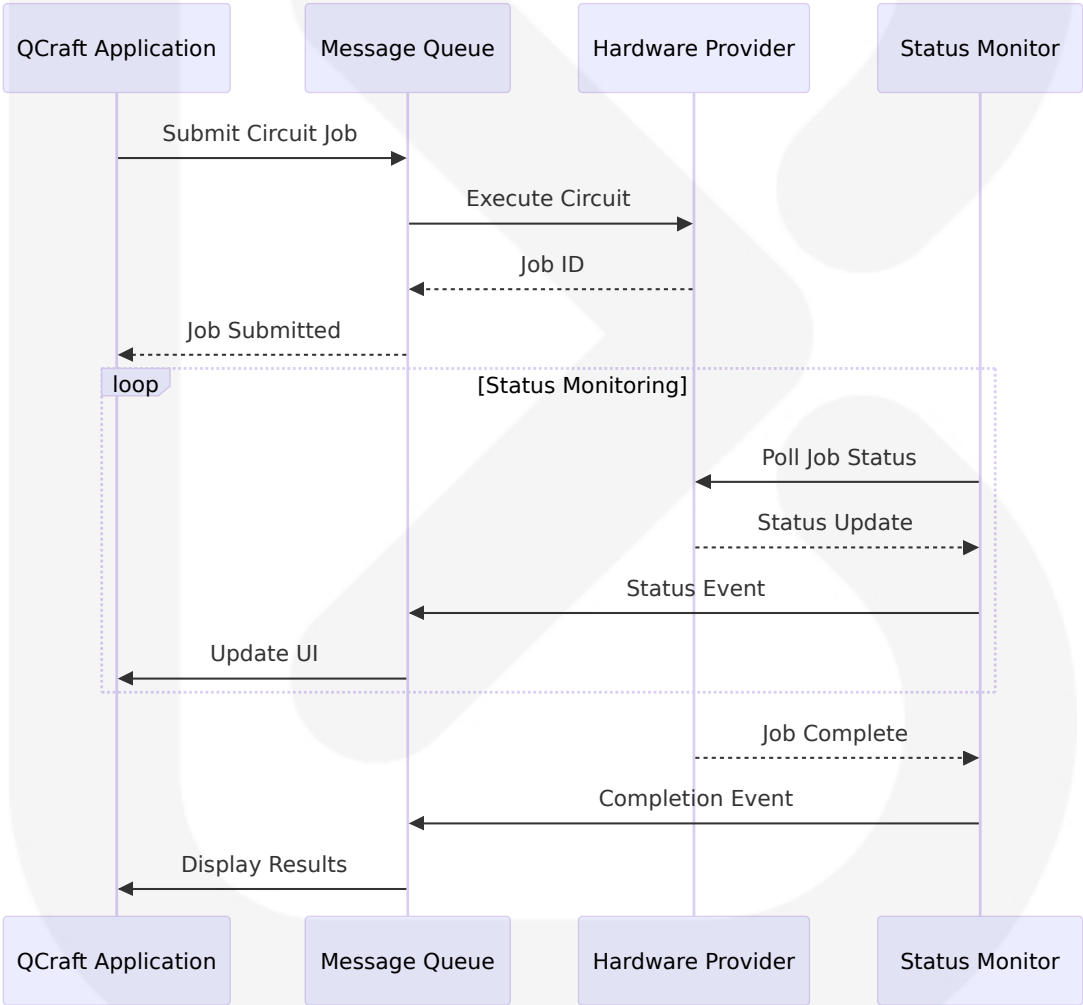 QCraft Application
Message Queue
Hardware Provider
Status Monitor
Submit Circuit Job
Execute Circuit
Job ID
Job Submitted
loop
[Status Monitoring]
Poll Job Status
Status Update
Status Event
Update UI
Job Complete
Completion Event
Display Results
QCraft Application
Message Queue
Hardware Provider
Status Monitor